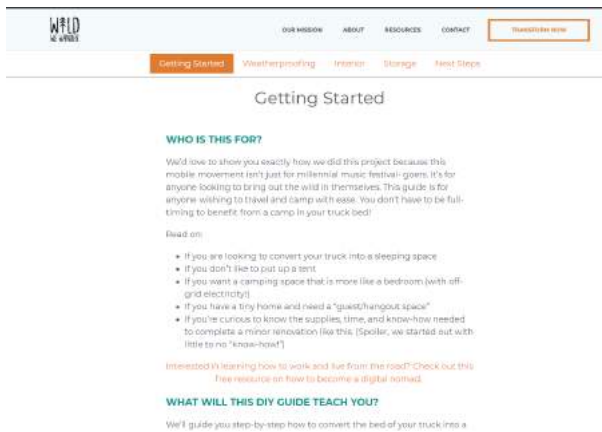 WILD
WE WANDER
OUR MISSION
ABOUT
RESOURCES
CONTACT
TRANSFORM NOW
Getting Started
Weatherproofing
Interior
Storage
Next Steps
Getting Started
WHO IS THIS FOR?
We'd love to show you exactly how we did this project because this
mobile movement isn't just for millennial music festival- goers. It's for
anyone looking to bring out the wild in themselves. This guide is for
anyone wishing to travel and camp with ease. You don't have to be full-
timing to benefit from a camp in your truck bed!
Read on:
If you are looking to convert your truck into a sleeping space
If you don't like to put up a tent
If you want a camping space that is more like a bedroom (with off-
grid electricity!)
If you have a tiny home and need a "guest/hangout space"
If you're curious to know the supplies, time, and know-how needed
to complete a minor renovation like this. (Spoiler, we started out with
little to no "know-how!")
Interested in learning how to work and live from the road? Check out this
free resource on how to become a digital nomad.
WHAT WILL THIS DIY GUIDE TEACH YOU?
We'll guide you step-by-step how to convert the bed of your truck into a